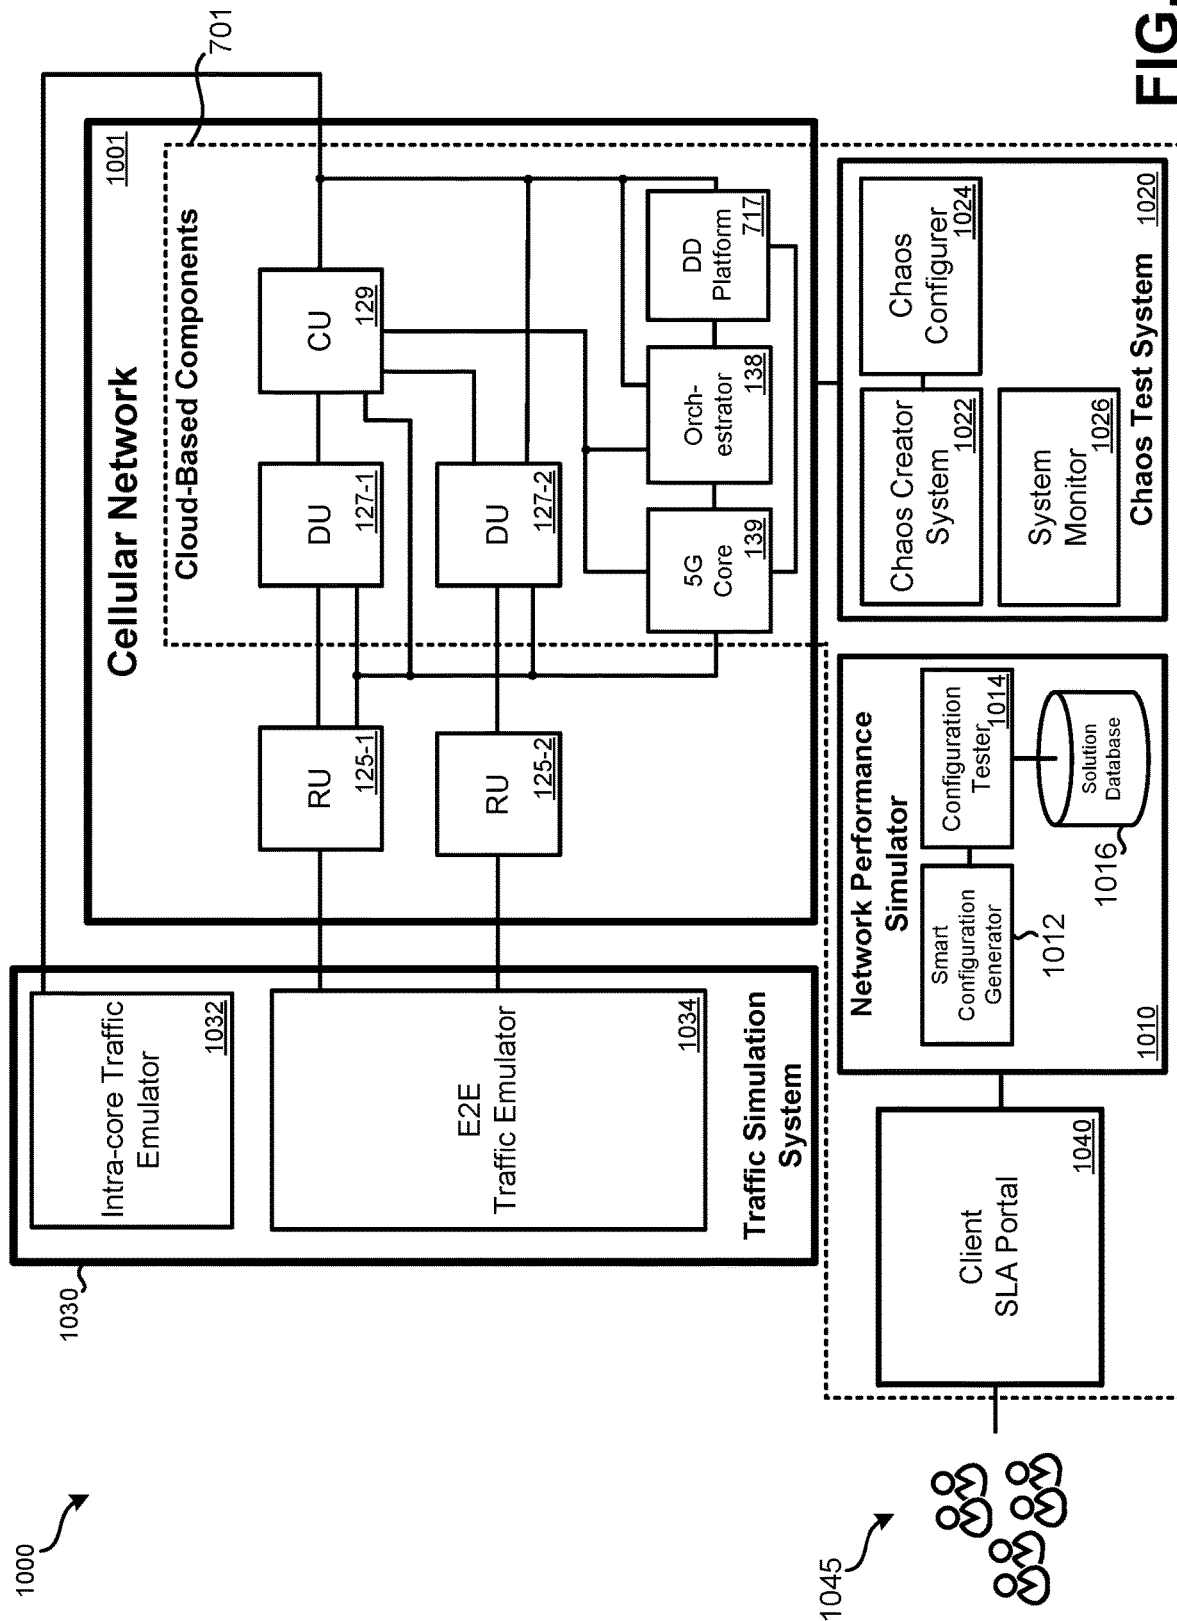 1000
1030
Intra-core Traffic
Emulator
1032
E2E
Traffic Emulator
1034
Traffic Simulation
System
Cellular Network
1001
701
Cloud-Based Components
RU
125-1
RU
125-2
DU
127-1
DU
127-2
CU
129
5G
Core
139
Orch-
estrator
138
DD
Platform
717
1045
Client
SLA Portal
1040
Network Performance
Simulator
Smart
Configuration
Generator
1012
Configuration
Tester
1014
Solution
Database
1016
1010
Chaos Creator
System
1022
Chaos
Configurer
1024
System
Monitor
1026
Chaos Test System
1020
FIG.